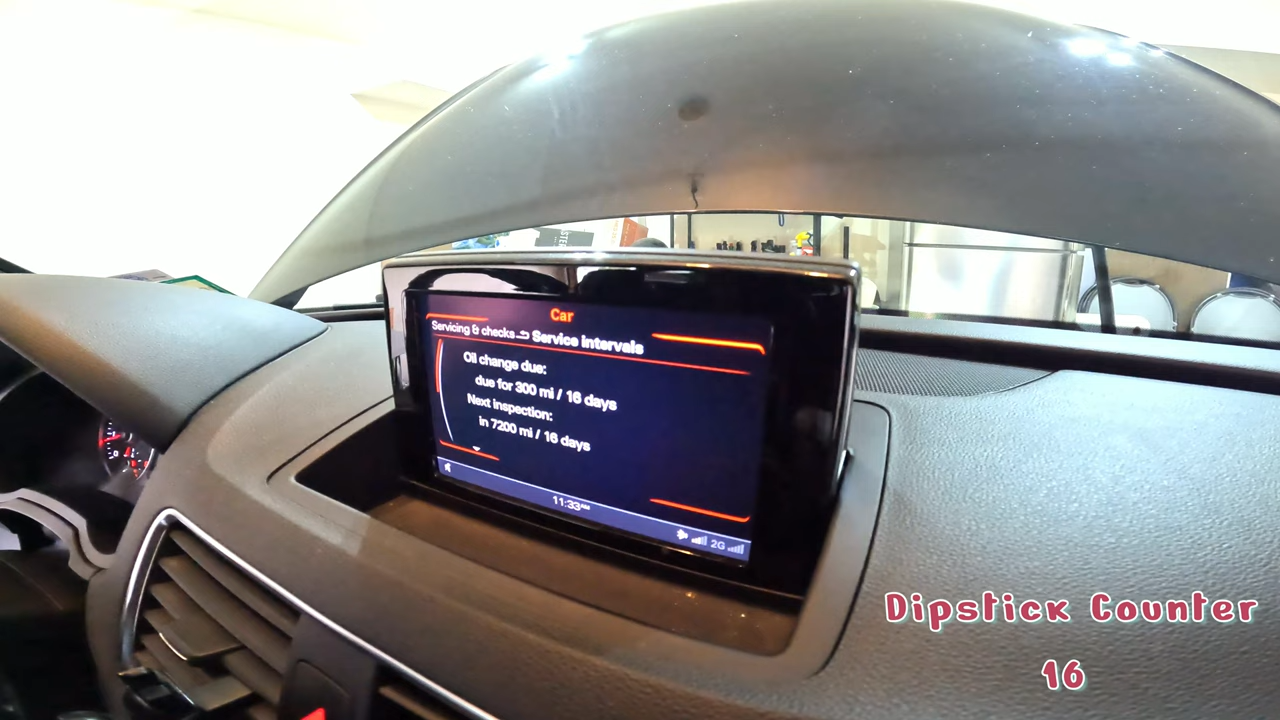 Car
Servicing & checks Service intervals
Oil change due:
due for 300 mi / 16 days
Next inspection:
in 7200 mi / 16 days
11:33 AM
2G
Dipstick Counter
16